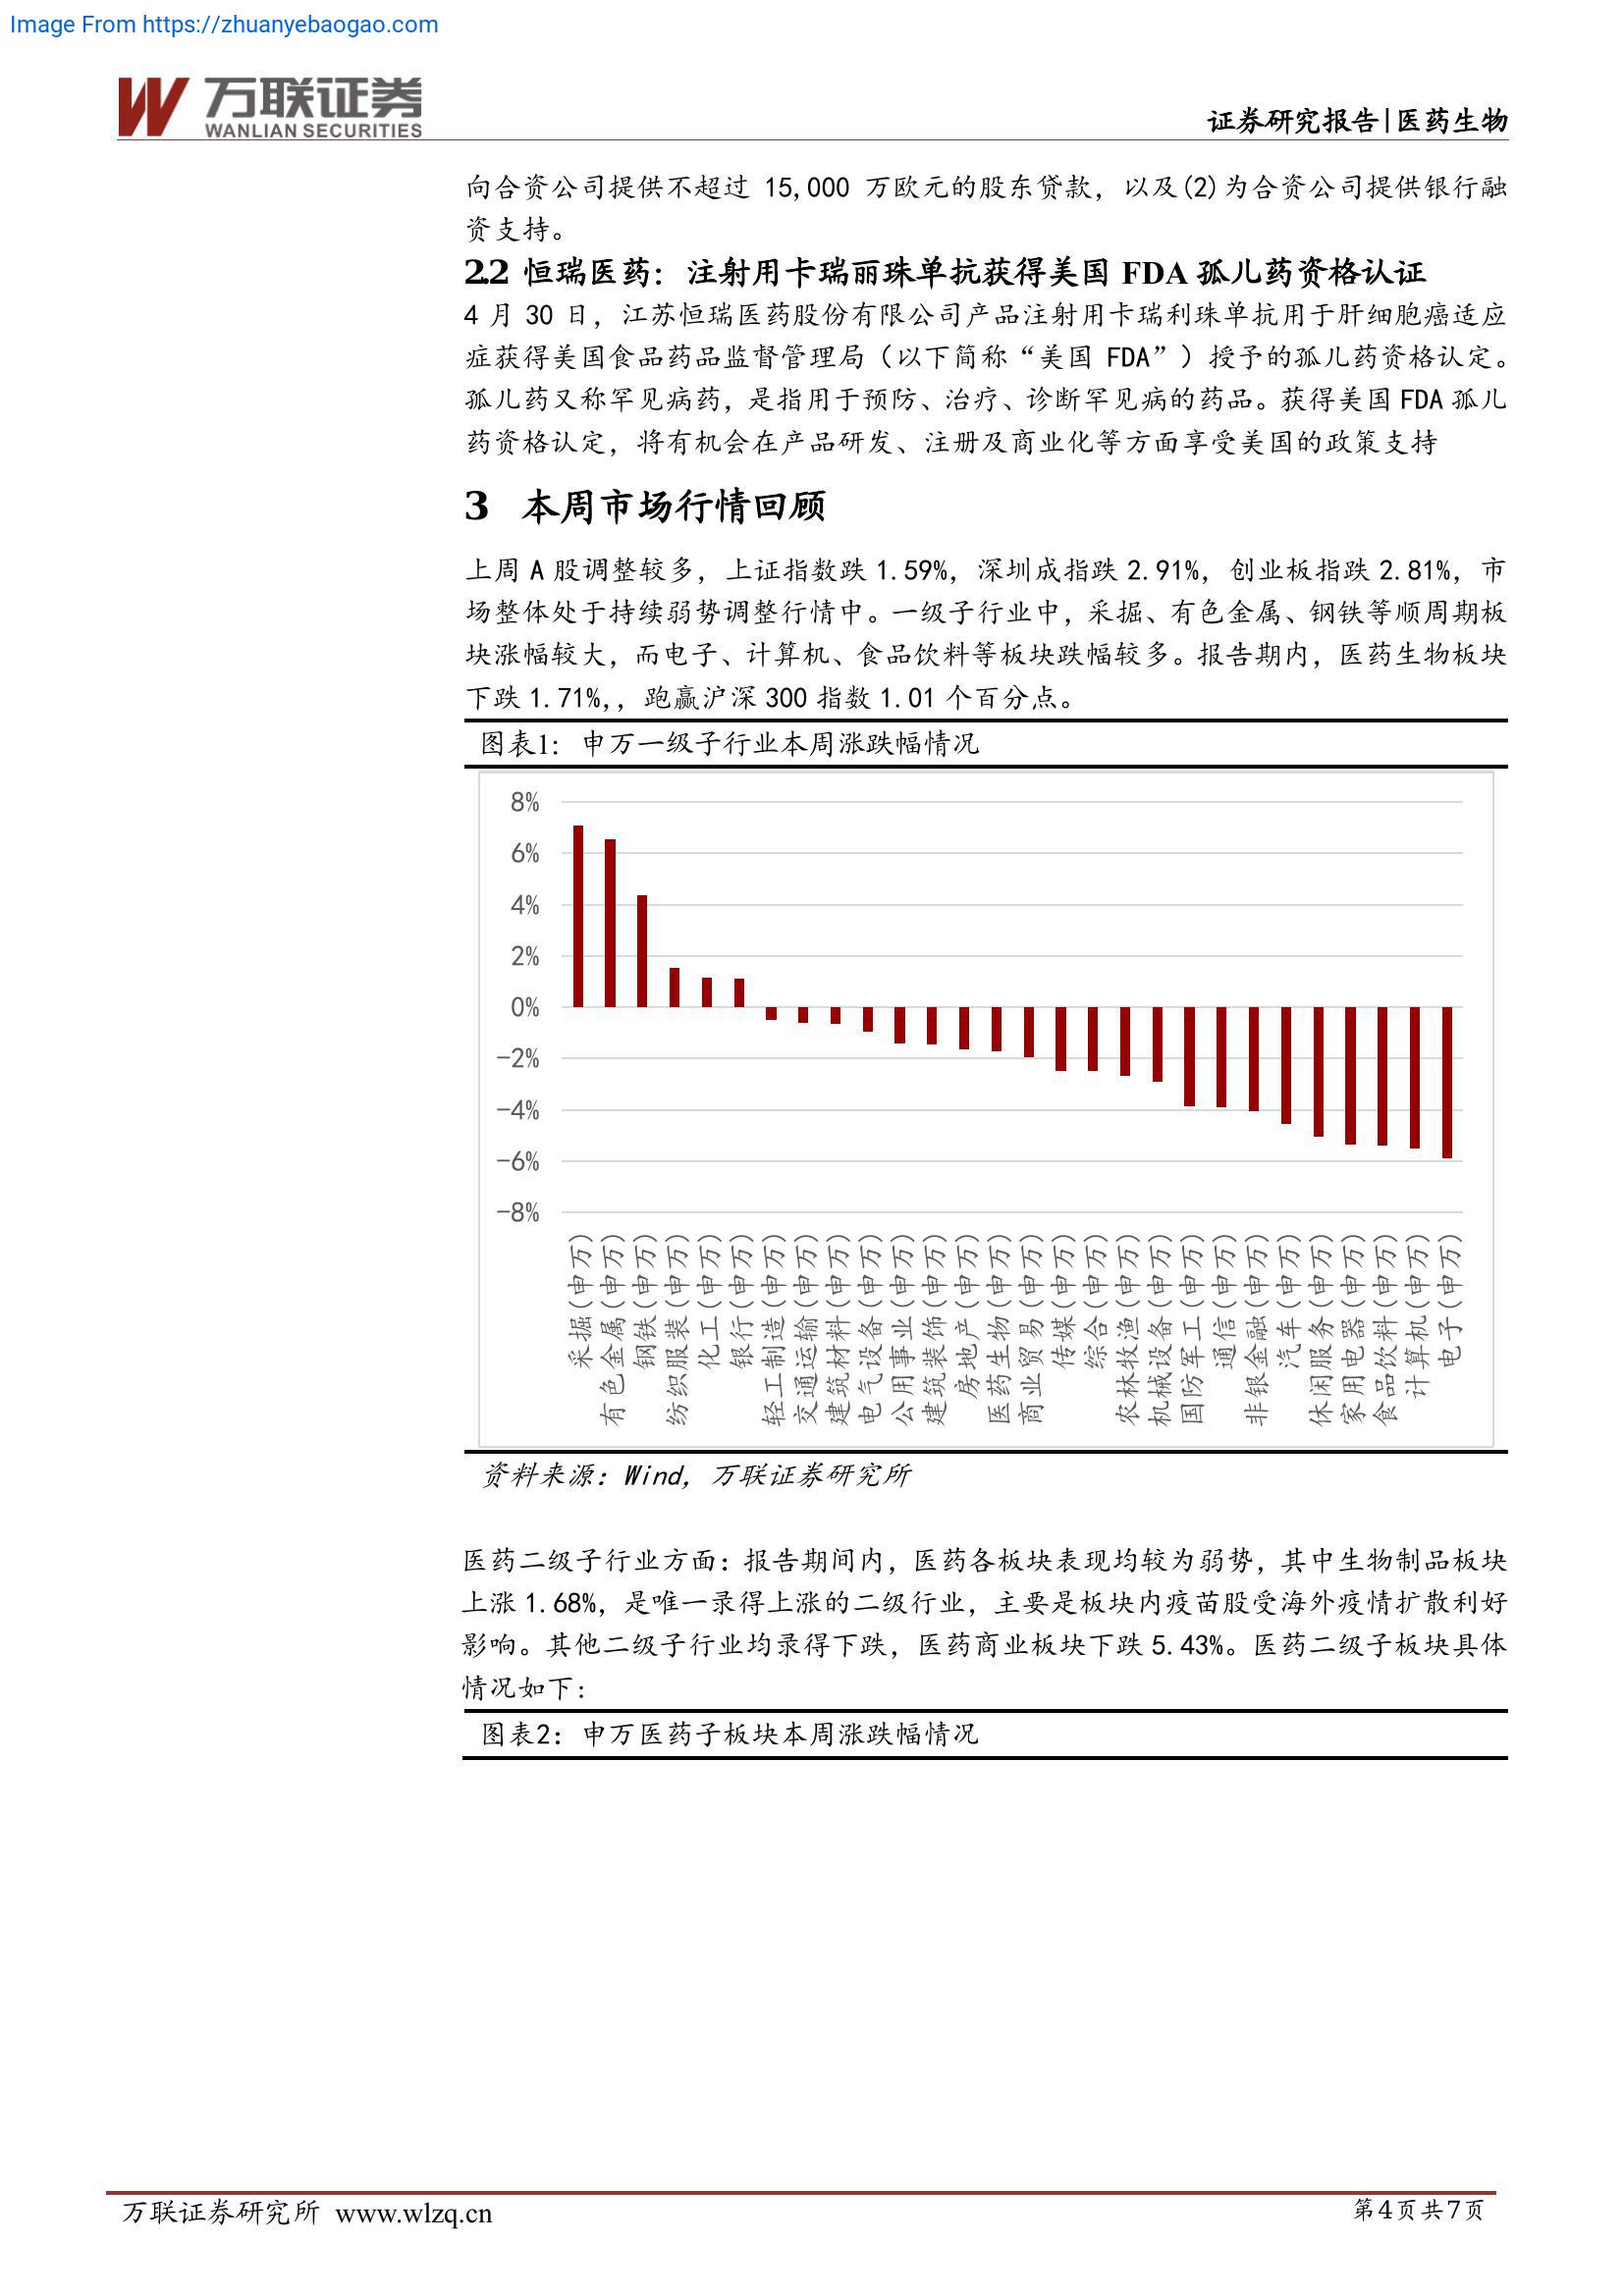 Image From https://zhuanyebaogao.com
万联证券
WANLIAN SECURITIES
证券研究报告|医药生物
向合资公司提供不超过 15,000 万欧元的股东贷款，以及(2)为合资公司提供银行融
资支持。
2.2 恒瑞医药：注射用卡瑞丽珠单抗获得美国 FDA 孤儿药资格认证
4 月 30 日，江苏恒瑞医药股份有限公司产品注射用卡瑞利珠单抗用于肝细胞癌适应
症获得美国食品药品监督管理局（以下简称“美国 FDA”）授予的孤儿药资格认定。
孤儿药又称罕见病药，是指用于预防、治疗、诊断罕见病的药品。获得美国 FDA 孤儿
药资格认定，将有机会在产品研发、注册及商业化等方面享受美国的政策支持
3 本周市场行情回顾
上周 A 股调整较多，上证指数跌 1.59%，深圳成指跌 2.91%，创业板指跌 2.81%，市
场整体处于持续弱势调整行情中。一级子行业中，采掘、有色金属、钢铁等顺周期板
块涨幅较大，而电子、计算机、食品饮料等板块跌幅较多。报告期内，医药生物板块
下跌 1.71%,，跑赢沪深 300 指数 1.01 个百分点。
图表1：申万一级子行业本周涨跌幅情况
8%
6%
4%
2%
0%
-2%
-4%
-6%
-8%
采掘(申万)
有色金属(申万)
钢铁(申万)
纺织服装(申万)
化工(申万)
银行(申万)
轻工制造(申万)
交通运输(申万)
建筑材料(申万)
电气设备(申万)
公用事业(申万)
建筑装饰(申万)
房地产(申万)
医药生物(申万)
商业贸易(申万)
传媒(申万)
综合(申万)
农林牧渔(申万)
机械设备(申万)
国防军工(申万)
通信(申万)
非银金融(申万)
汽车(申万)
休闲服务(申万)
家用电器(申万)
食品饮料(申万)
计算机(申万)
电子(申万)
资料来源：Wind，万联证券研究所
医药二级子行业方面：报告期间内，医药各板块表现均较为弱势，其中生物制品板块
上涨 1.68%，是唯一录得上涨的二级行业，主要是板块内疫苗股受海外疫情扩散利好
影响。其他二级子行业均录得下跌，医药商业板块下跌 5.43%。医药二级子板块具体
情况如下：
图表2：申万医药子板块本周涨跌幅情况
万联证券研究所 www.wlzq.cn
第4页共7页